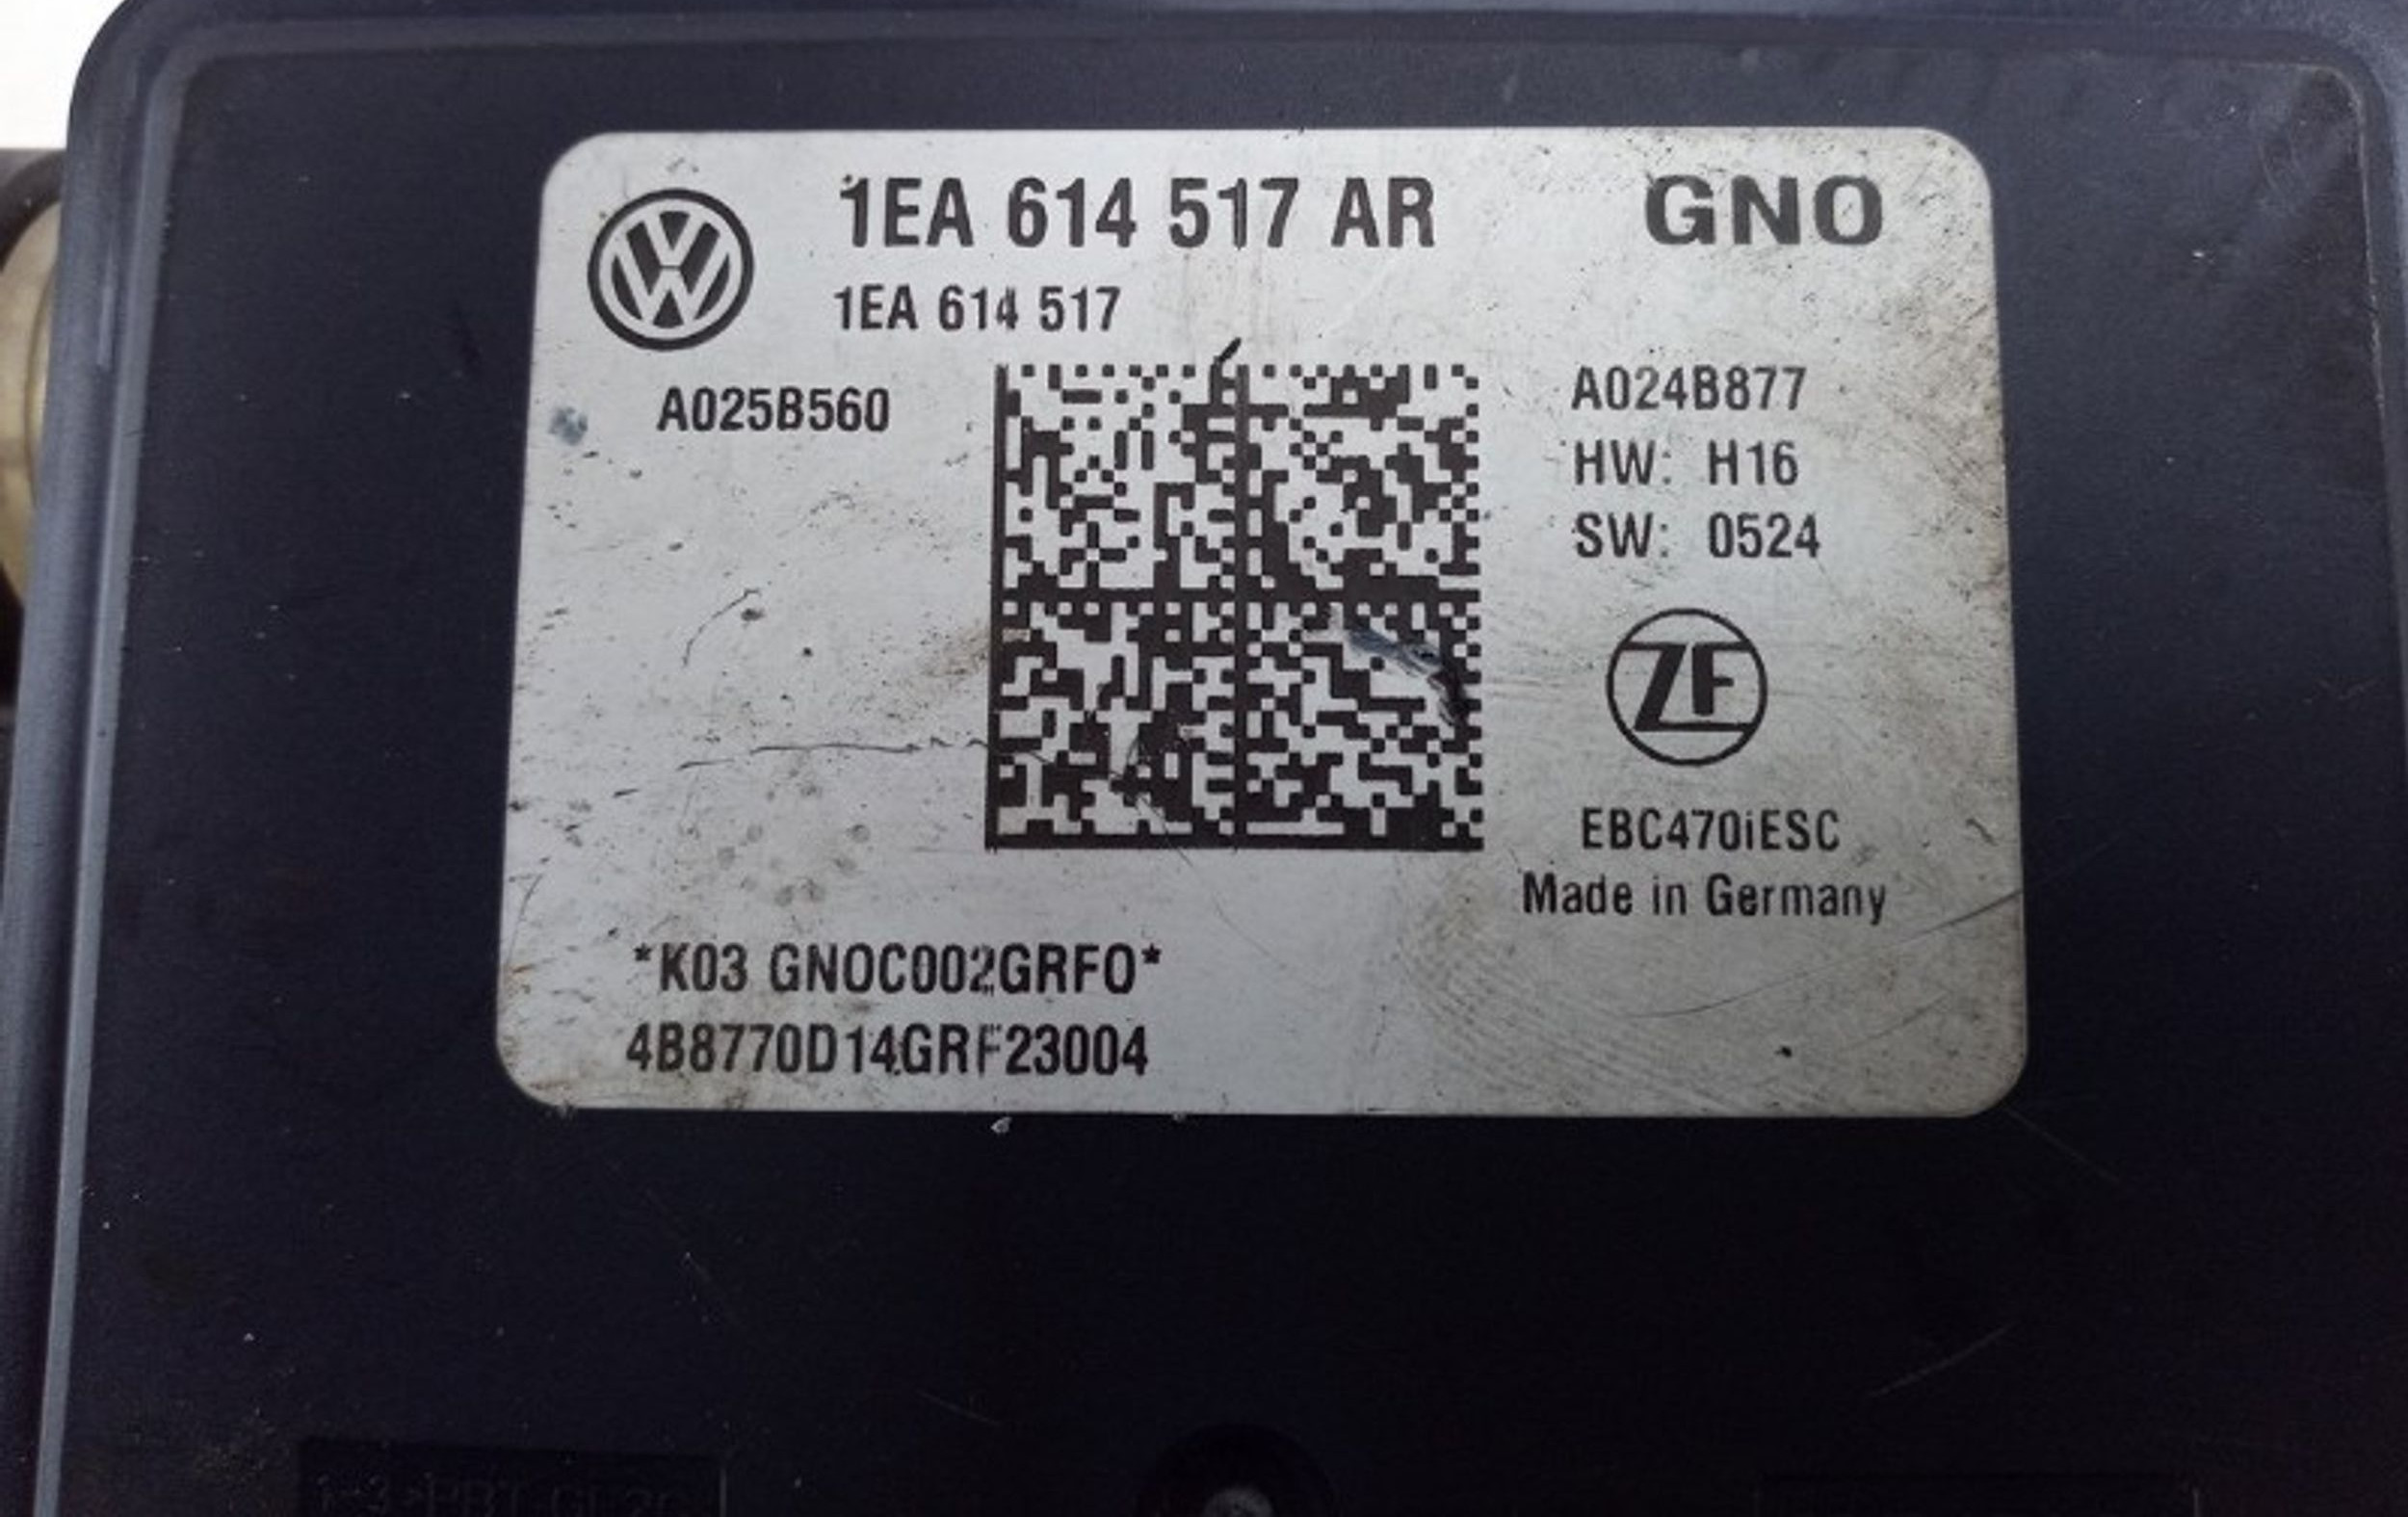 1EA 614 517 AR GNO
1EA 614 517
A025B560
A024B877
HW: H16
SW: 0524
ZF
EBC470iESC
Made in Germany
*K03 GNOC002GRFO*
4B8770D14GRF23004